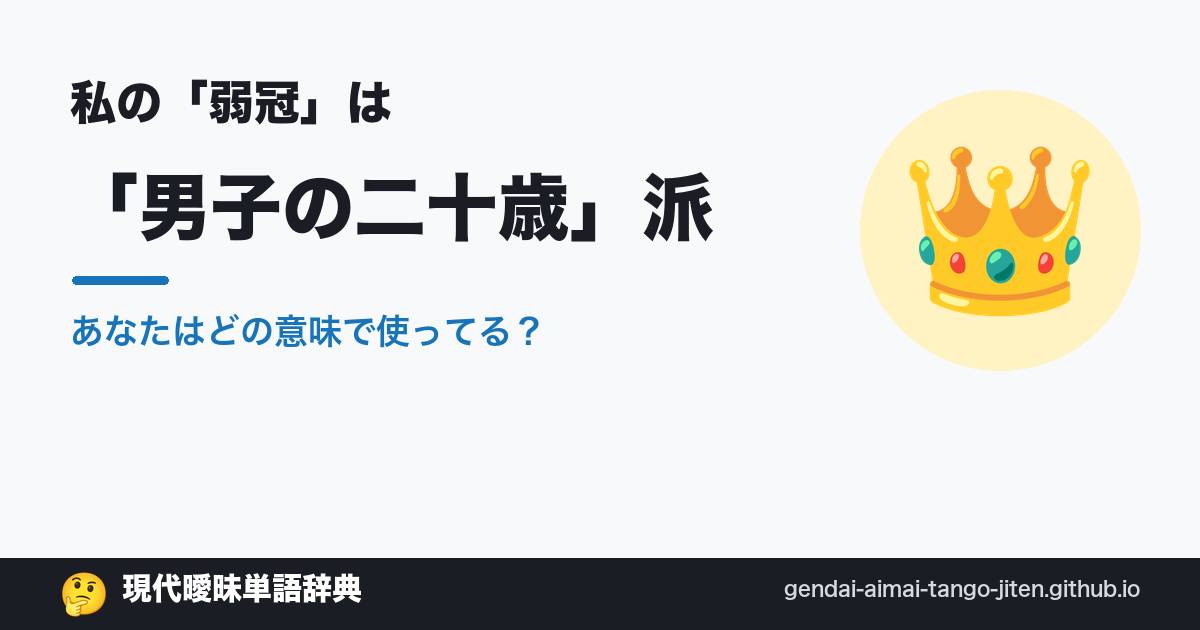 私の「弱冠」は
「男子の二十歳」派
あなたはどの意味で使ってる？
現代曖昧単語辞典
gendai-aimai-tango-jiten.github.io